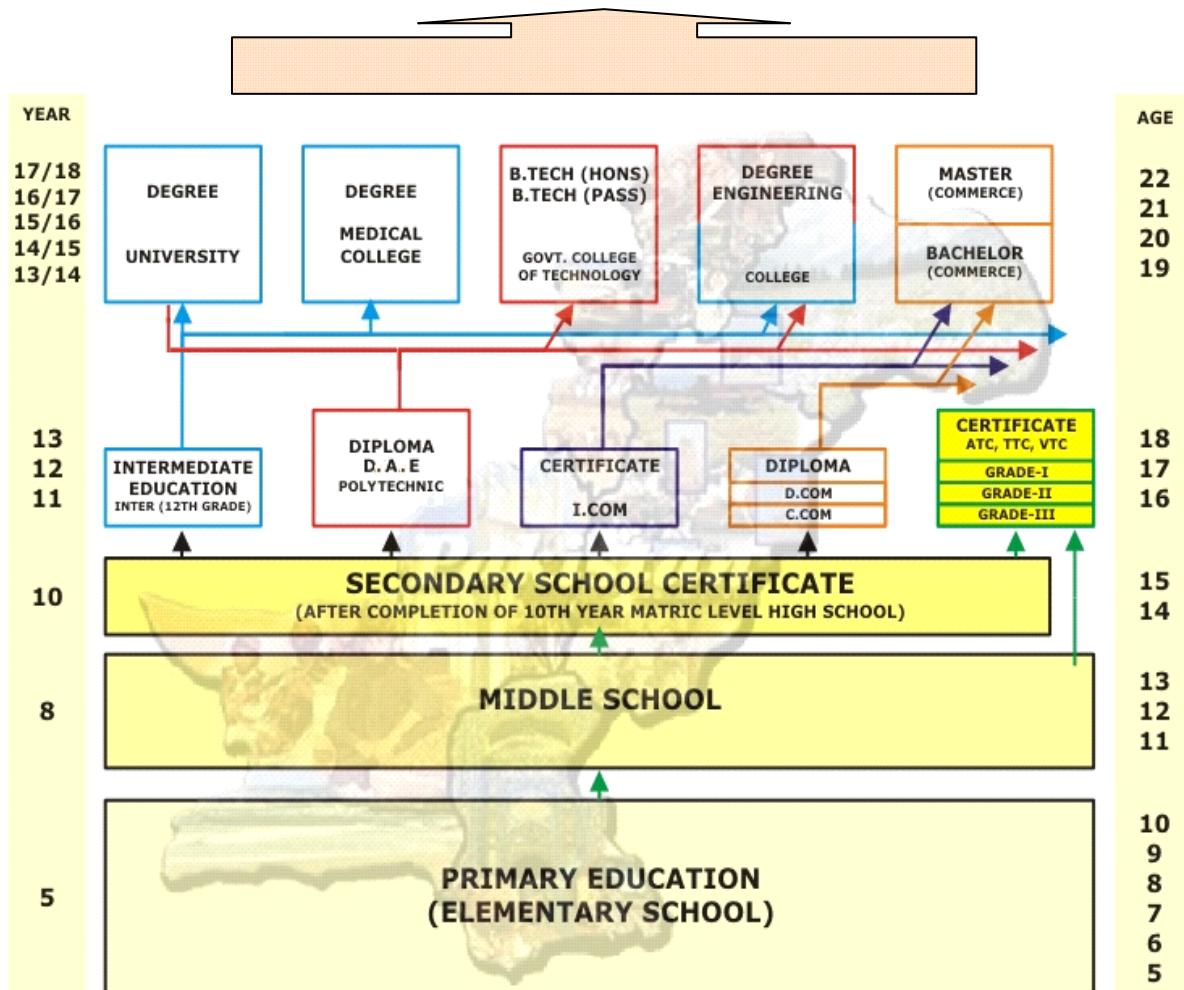 YEAR
AGE
17/18
16/17
15/16
14/15
13/14
DEGREE
UNIVERSITY
DEGREE
MEDICAL
COLLEGE
B.TECH (HONS)
B.TECH (PASS)
GOVT. COLLEGE
OF TECHNOLOGY
DEGREE
ENGINEERING
COLLEGE
MASTER
(COMMERCE)
BACHELOR
(COMMERCE)
22
21
20
19
13
12
11
INTERMEDIATE
EDUCATION
INTER (12TH GRADE)
DIPLOMA
D. A. E
POLYTECHNIC
CERTIFICATE
I.COM
DIPLOMA
D.COM
C.COM
CERTIFICATE
ATC, TTC, VTC
GRADE-I
GRADE-II
GRADE-III
18
17
16
10
SECONDARY SCHOOL CERTIFICATE
(AFTER COMPLETION OF 10TH YEAR MATRIC LEVEL HIGH SCHOOL)
15
14
8
MIDDLE SCHOOL
13
12
11
5
PRIMARY EDUCATION
(ELEMENTARY SCHOOL)
10
9
8
7
6
5